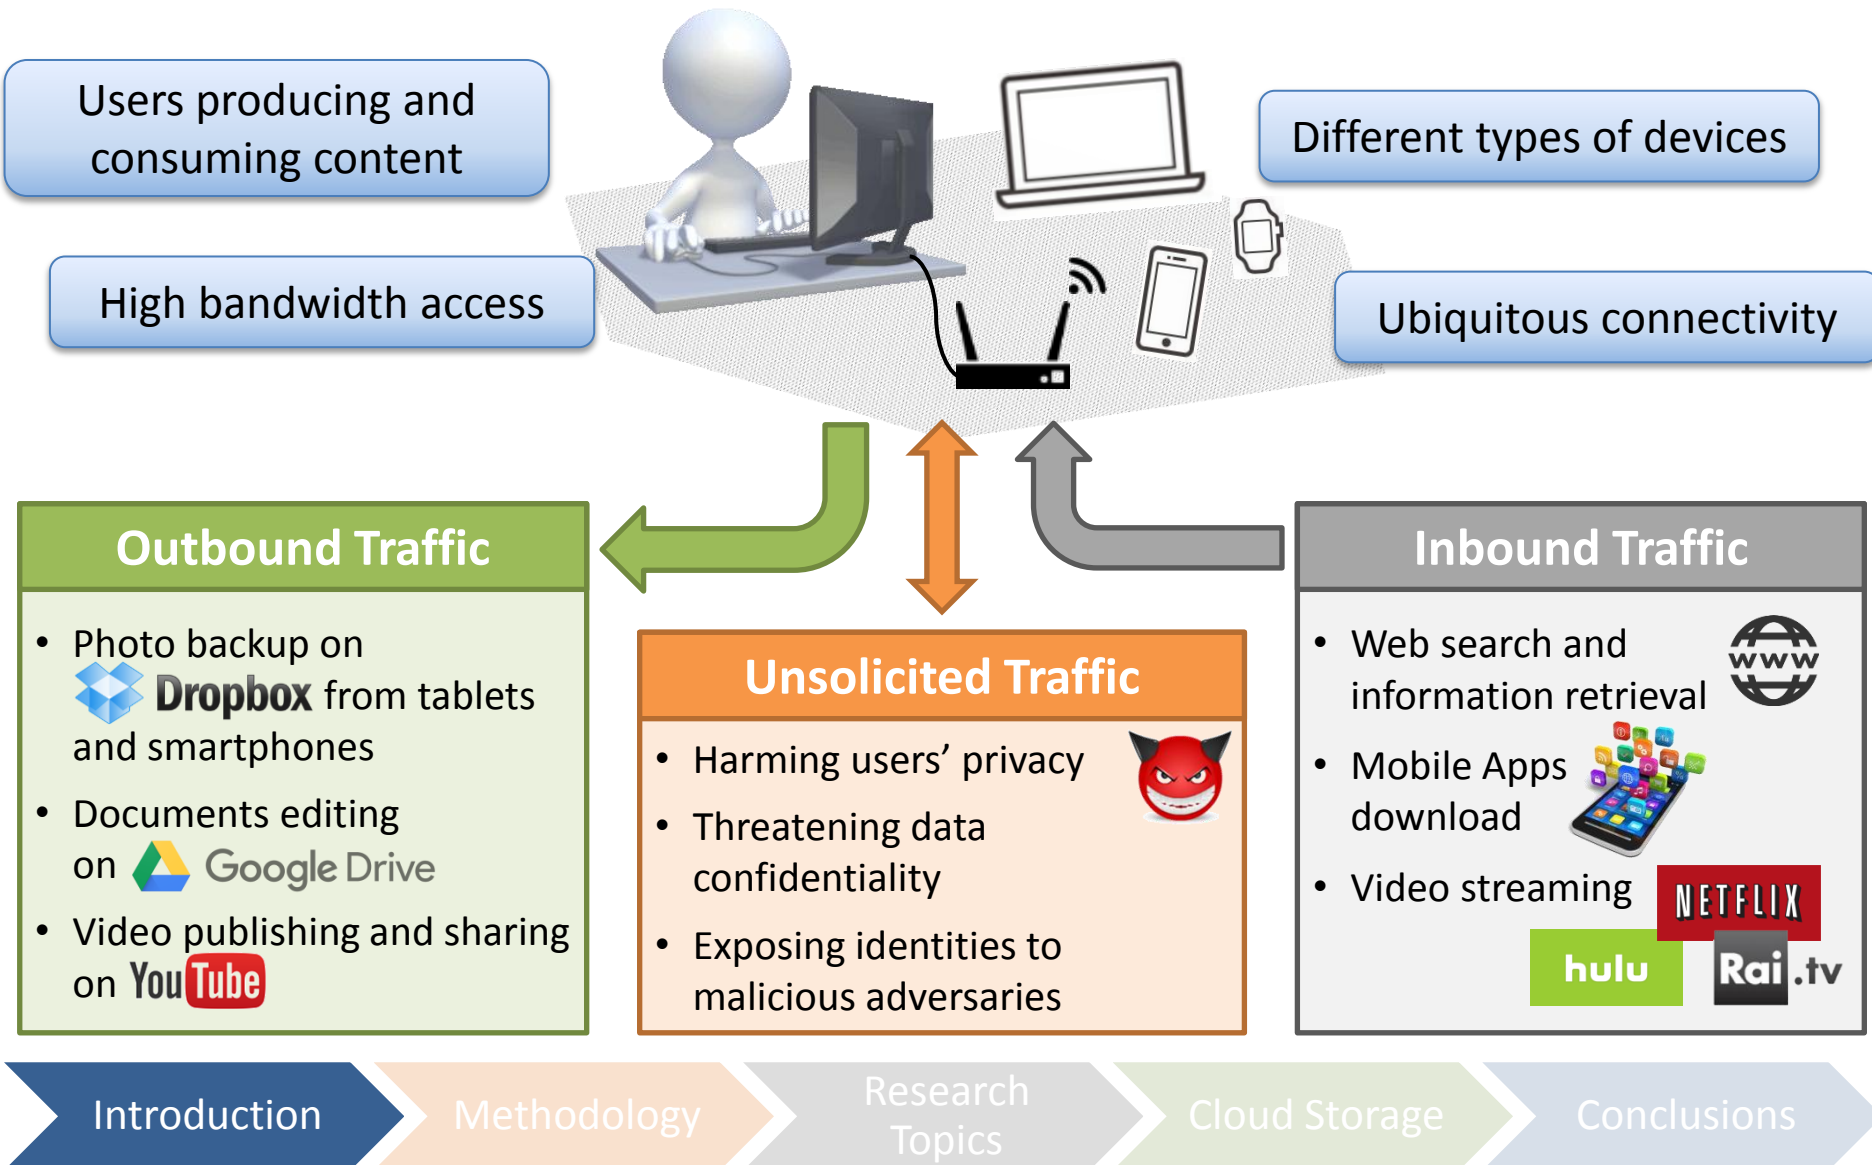 Users producing and
consuming content
Different types of devices
High bandwidth access
Ubiquitous connectivity
Outbound Traffic
• Photo backup on
Dropbox from tablets
and smartphones
• Documents editing
on Google Drive
• Video publishing and sharing
on YouTube
Unsolicited Traffic
• Harming users’ privacy
• Threatening data
confidentiality
• Exposing identities to
malicious adversaries
Inbound Traffic
• Web search and
information retrieval
www
• Mobile Apps
download
• Video streaming
NETFLIX
hulu
Rai.tv
Introduction
Methodology
Research
Topics
Cloud Storage
Conclusions